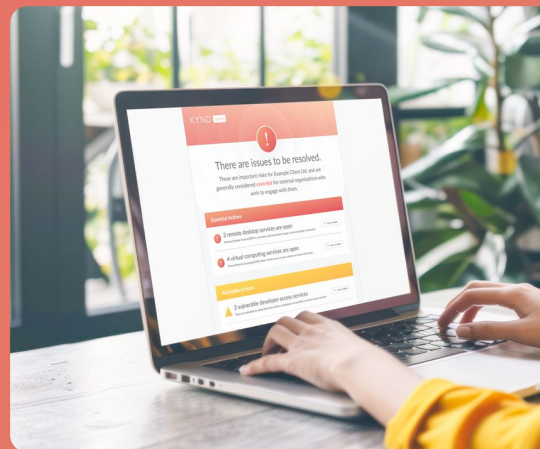 KYND
!
There are issues to be resolved.
There are important risks for Example Client Ltd. and are
generally considered essential for external organisations who
wish to engage with them.
Essential Actions
! 3 remote desktop services are open
! 4 virtual computing services are open
Advisable Actions
3 vulnerable developer access services